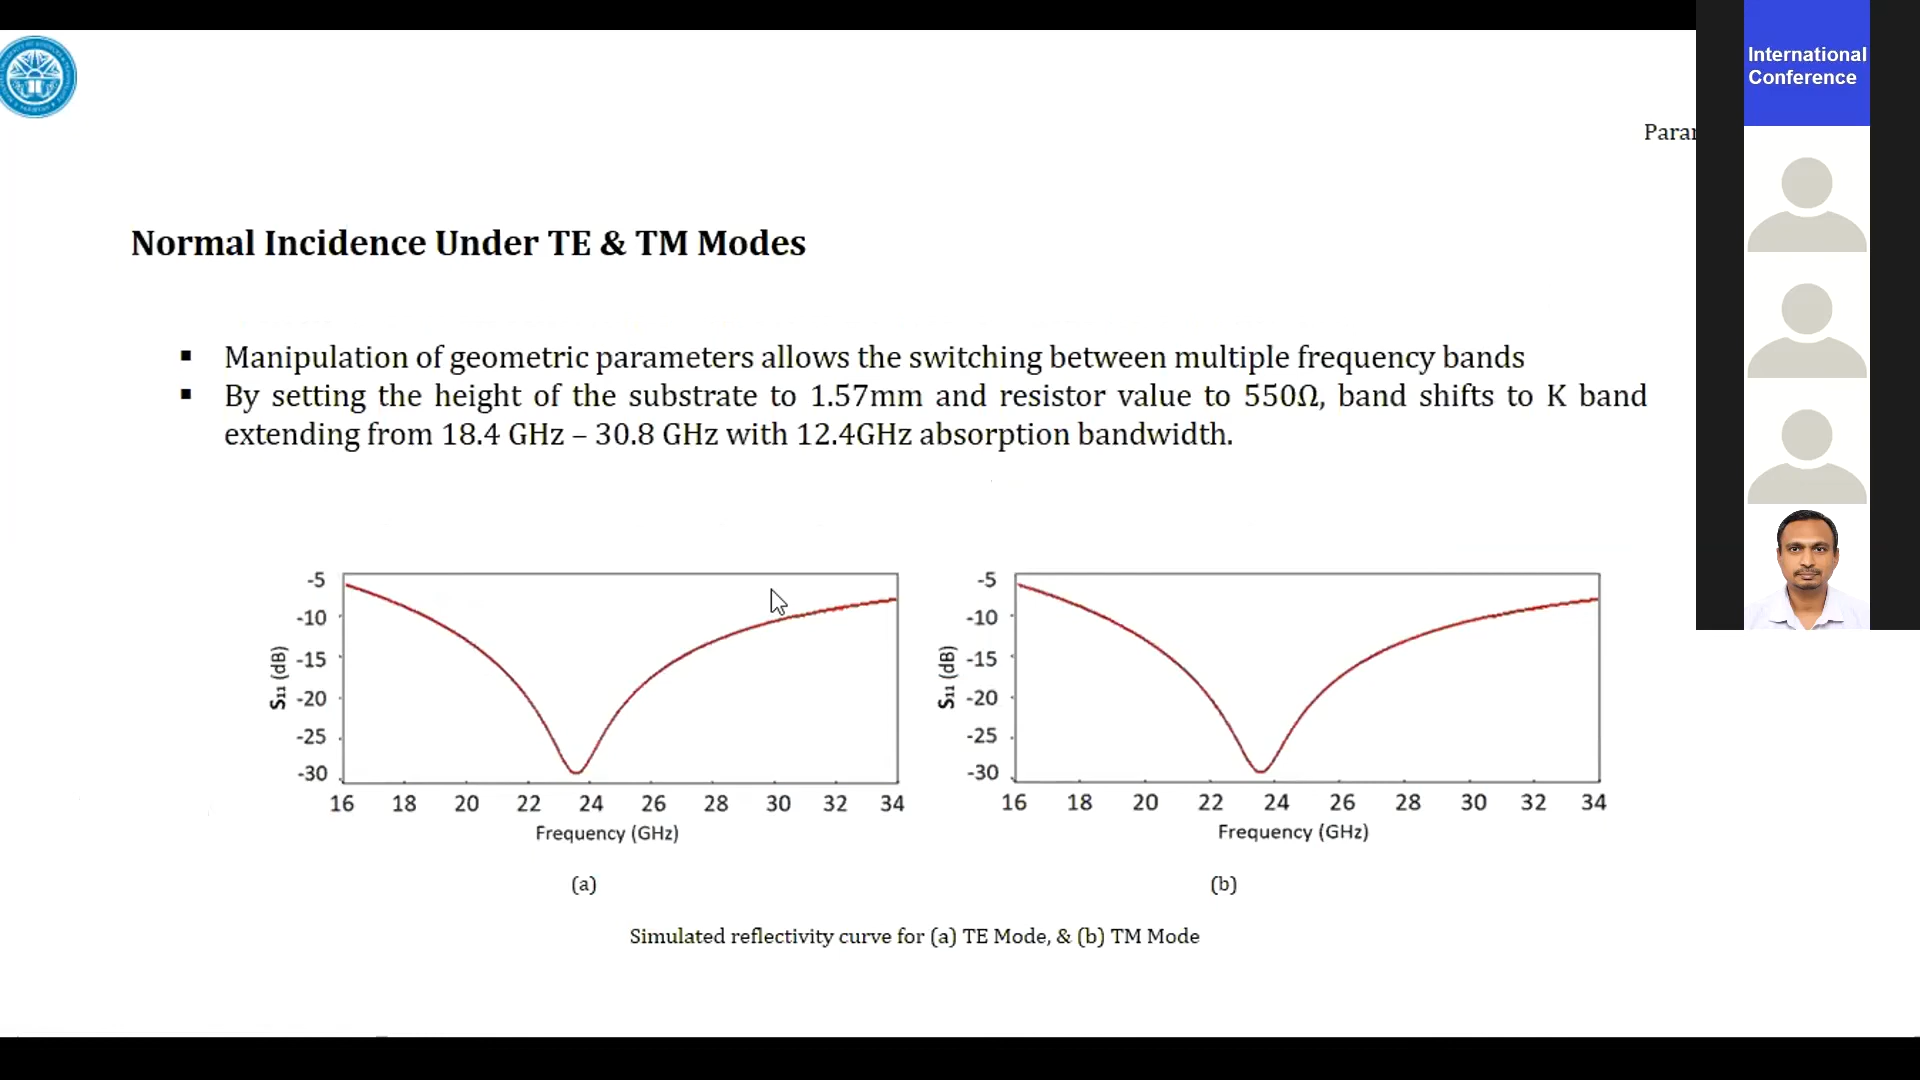 International
Conference
Normal Incidence Under TE & TM Modes
▪ Manipulation of geometric parameters allows the switching between multiple frequency bands
▪ By setting the height of the substrate to 1.57mm and resistor value to 550Ω, band shifts to K band
extending from 18.4 GHz – 30.8 GHz with 12.4GHz absorption bandwidth.
S₁₁ (dB)
-5
-10
-15
-20
-25
-30
16 18 20 22 24 26 28 30 32 34
Frequency (GHz)
(a)
S₁₁ (dB)
-5
-10
-15
-20
-25
-30
16 18 20 22 24 26 28 30 32 34
Frequency (GHz)
(b)
Simulated reflectivity curve for (a) TE Mode, & (b) TM Mode